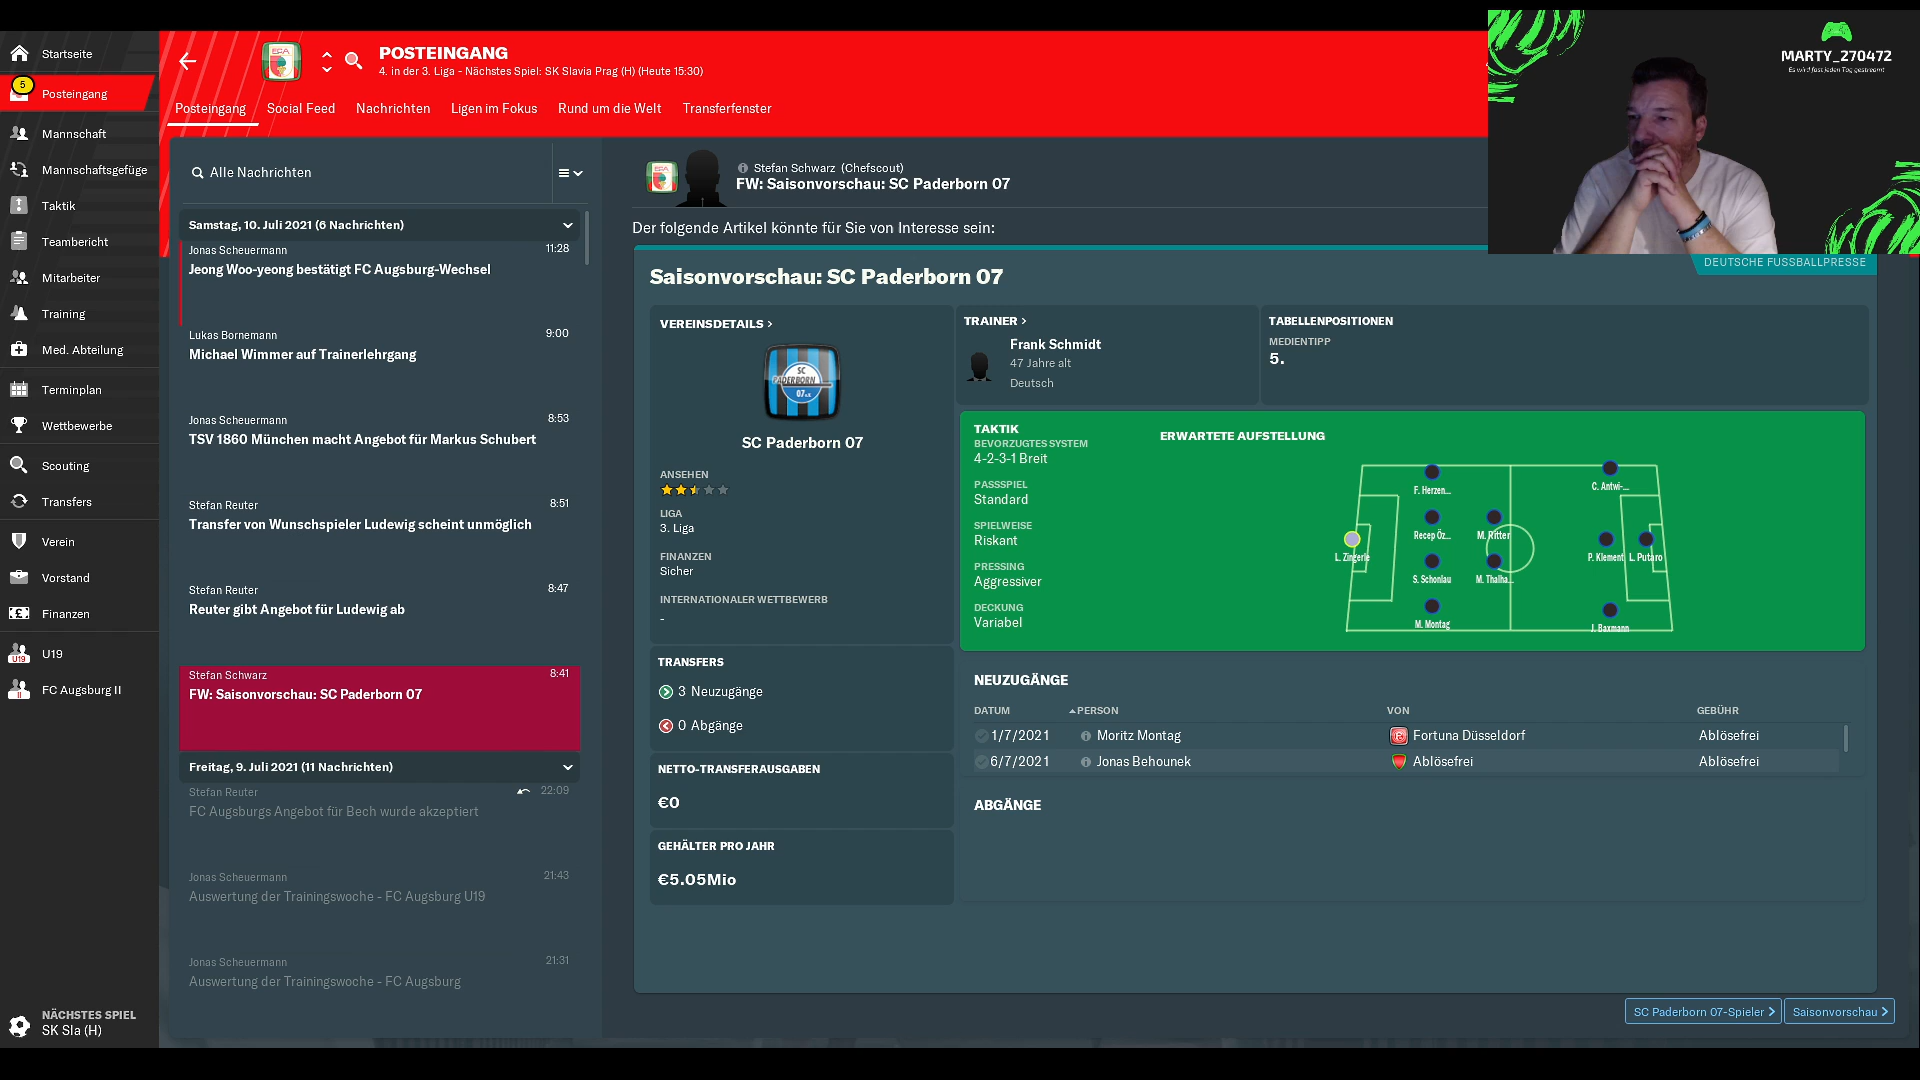 Startseite
5
Posteingang
Mannschaft
Mannschaftsgefüge
Taktik
Teambericht
Mitarbeiter
Training
Med. Abteilung
Terminplan
Wettbewerbe
Scouting
Transfers
Verein
Vorstand
Finanzen
U19
U19
FC Augsburg II
NÄCHSTES SPIEL
SK Sla (H)
POSTEINGANG
4. in der 3. Liga - Nächstes Spiel: SK Slavia Prag (H) (Heute 15:30)
Posteingang Social Feed Nachrichten Ligen im Fokus Rund um die Welt Transferfenster
MARTY_270472
Es wird fast jeden Tag gestreamt
Alle Nachrichten
Samstag, 10. Juli 2021 (6 Nachrichten)
Jonas Scheuermann 11:28
Jeong Woo-yeong bestätigt FC Augsburg-Wechsel
Lukas Bornemann 9:00
Michael Wimmer auf Trainerlehrgang
Jonas Scheuermann 8:53
TSV 1860 München macht Angebot für Markus Schubert
Stefan Reuter 8:51
Transfer von Wunschspieler Ludewig scheint unmöglich
Stefan Reuter 8:47
Reuter gibt Angebot für Ludewig ab
Stefan Schwarz 8:41
FW: Saisonvorschau: SC Paderborn 07
Freitag, 9. Juli 2021 (11 Nachrichten)
Stefan Reuter 22:09
FC Augsburgs Angebot für Bech wurde akzeptiert
Jonas Scheuermann 21:43
Auswertung der Trainingswoche - FC Augsburg U19
Jonas Scheuermann 21:31
Auswertung der Trainingswoche - FC Augsburg
Stefan Schwarz (Chefscout)
FW: Saisonvorschau: SC Paderborn 07
Der folgende Artikel könnte für Sie von Interesse sein:
DEUTSCHE FUSSBALLPRESSE
Saisonvorschau: SC Paderborn 07
VEREINSDETAILS >
SC
PADERBORN
07
SC Paderborn 07
ANSEHEN
LIGA
3. Liga
FINANZEN
Sicher
INTERNATIONALER WETTBEWERB
-
TRANSFERS
3 Neuzugänge
0 Abgänge
NETTO-TRANSFERAUSGABEN
€0
GEHÄLTER PRO JAHR
€5.05Mio
TRAINER >
Frank Schmidt
47 Jahre alt
Deutsch
TABELLENPOSITIONEN
MEDIENTIPP
5.
TAKTIK
BEVORZUGTES SYSTEM
4-2-3-1 Breit
PASSSPIEL
Standard
SPIELWEISE
Riskant
PRESSING
Aggressiver
DECKUNG
Variabel
ERWARTETE AUFSTELLUNG
F. Herzen... C. Antwi-...
Recep Öz... M. Ritter
L. Zingerle P. Klement L. Putaro
S. Schonlau M. Thalha...
M. Montag J. Baxmann
NEUZUGÄNGE
DATUM PERSON VON GEBÜHR
1/7/2021 Moritz Montag Fortuna Düsseldorf Ablösefrei
6/7/2021 Jonas Behounek Ablösefrei Ablösefrei
ABGÄNGE
SC Paderborn 07-Spieler > Saisonvorschau >